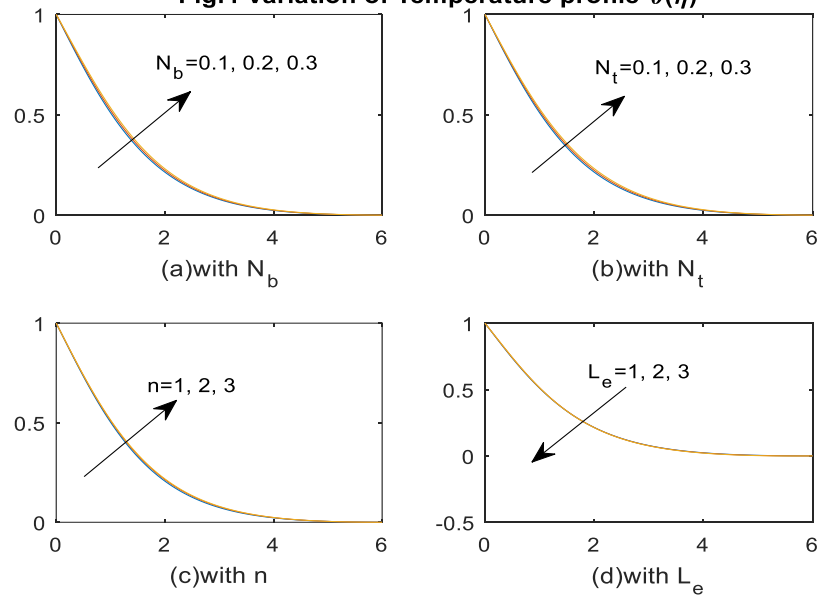 Fig.1 Variation of Temperature profile θ(η)
1
0.5
0
N_b=0.1, 0.2, 0.3
0 2 4 6
(a)with N_b
1
0.5
0
N_t=0.1, 0.2, 0.3
0 2 4 6
(b)with N_t
1
0.5
0
n=1, 2, 3
0 2 4 6
(c)with n
1
0.5
0
-0.5
L_e=1, 2, 3
0 2 4 6
(d)with L_e